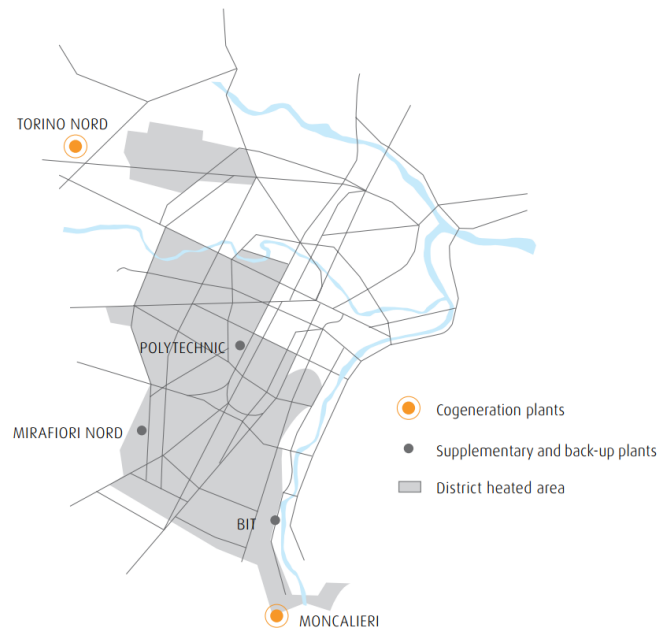 TORINO NORD
POLYTECHNIC
Cogeneration plants
MIRAFIORI NORD
Supplementary and back-up plants
District heated area
BIT
MONCALIERI